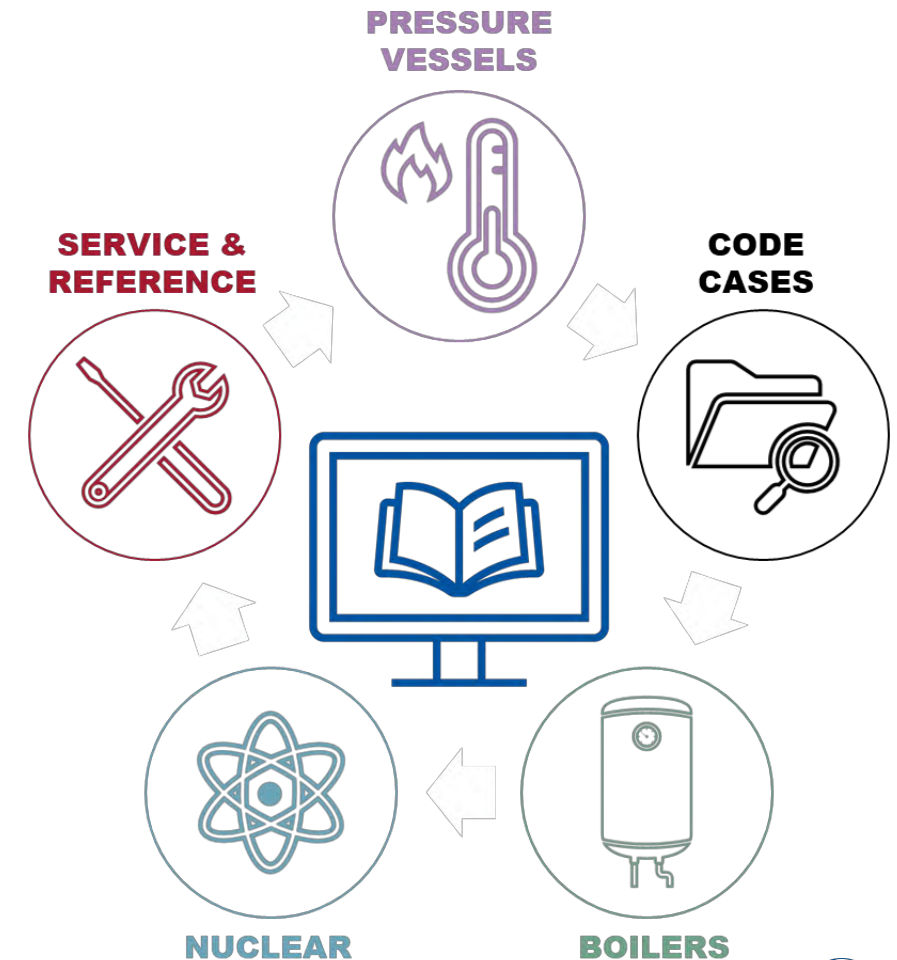 PRESSURE
VESSELS
SERVICE &
REFERENCE
CODE
CASES
NUCLEAR
BOILERS